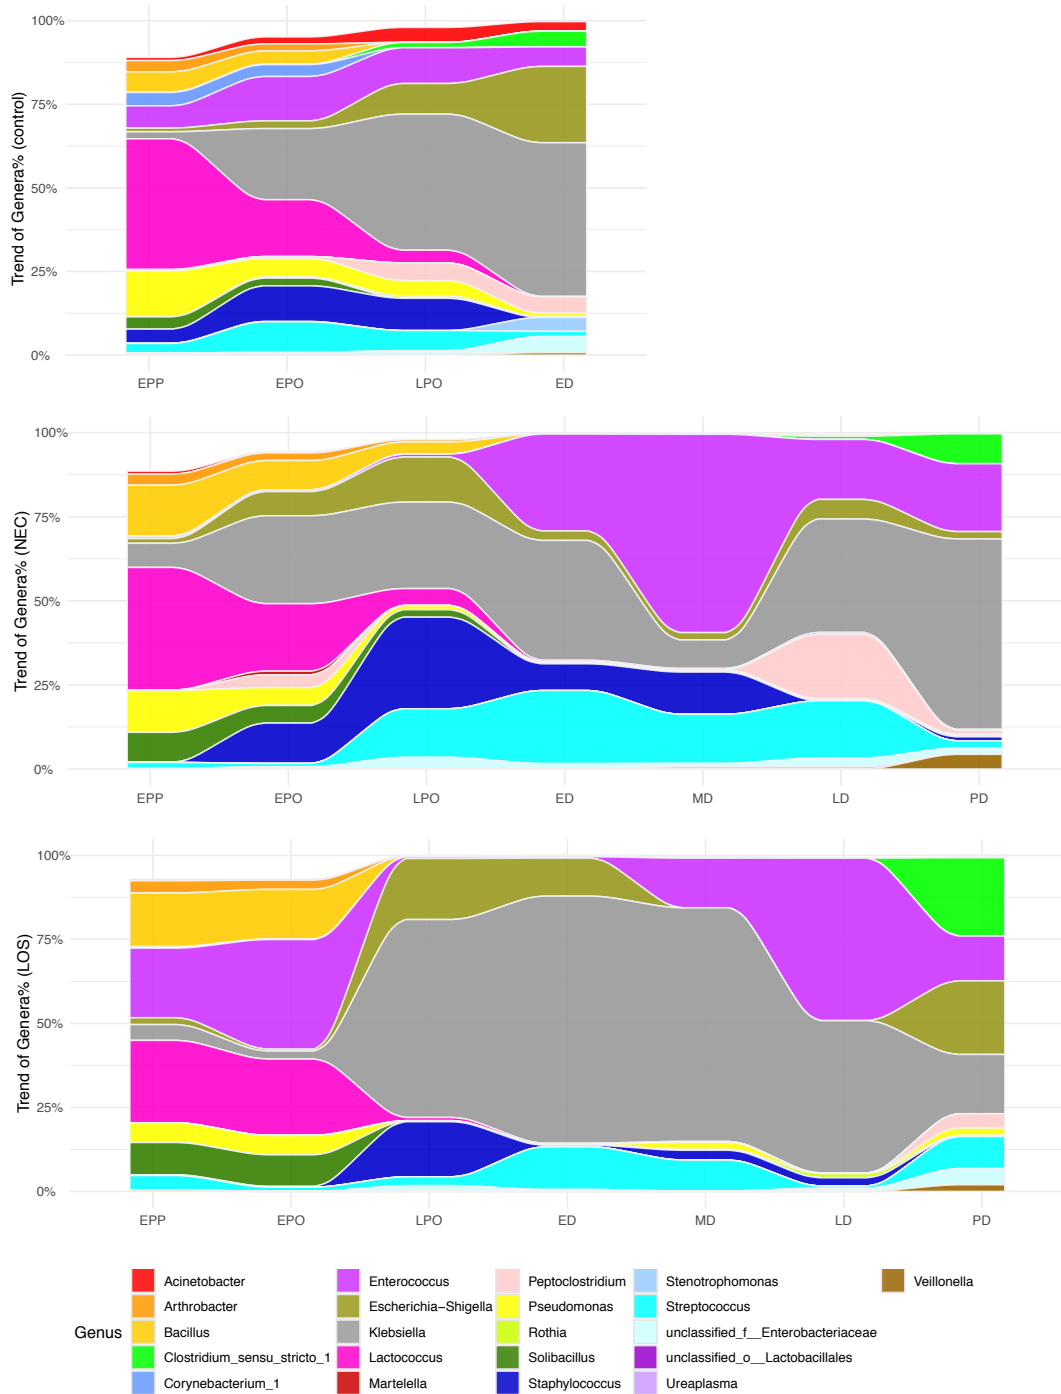 Trend of Genera% (control)
100%
75%
50%
25%
0%
EPP EPO LPO ED
Trend of Genera% (NEC)
100%
75%
50%
25%
0%
EPP EPO LPO ED MD LD PD
Trend of Genera% (LOS)
100%
75%
50%
25%
0%
EPP EPO LPO ED MD LD PD
Genus
Acinetobacter
Arthrobacter
Bacillus
Clostridium_sensu_stricto_1
Corynebacterium_1
Enterococcus
Escherichia−Shigella
Klebsiella
Lactococcus
Martelella
Peptoclostridium
Pseudomonas
Rothia
Solibacillus
Staphylococcus
Stenotrophomonas
Streptococcus
unclassified_f__Enterobacteriaceae
unclassified_o__Lactobacillales
Ureaplasma
Veillonella